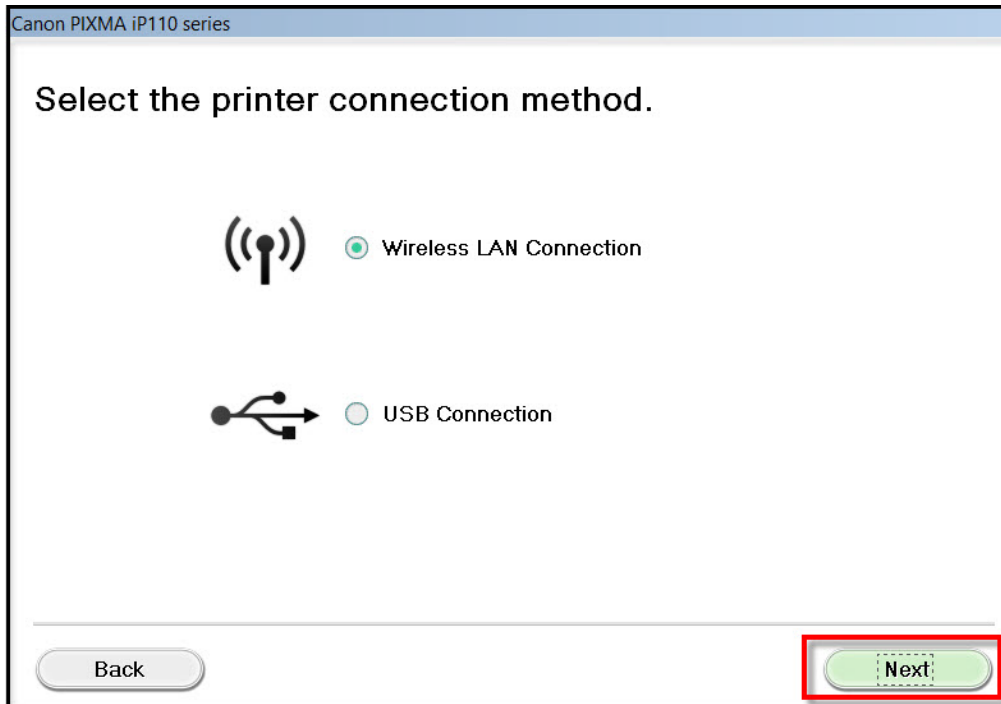 Canon PIXMA iP110 series
Select the printer connection method.
Wireless LAN Connection
USB Connection
Back
Next